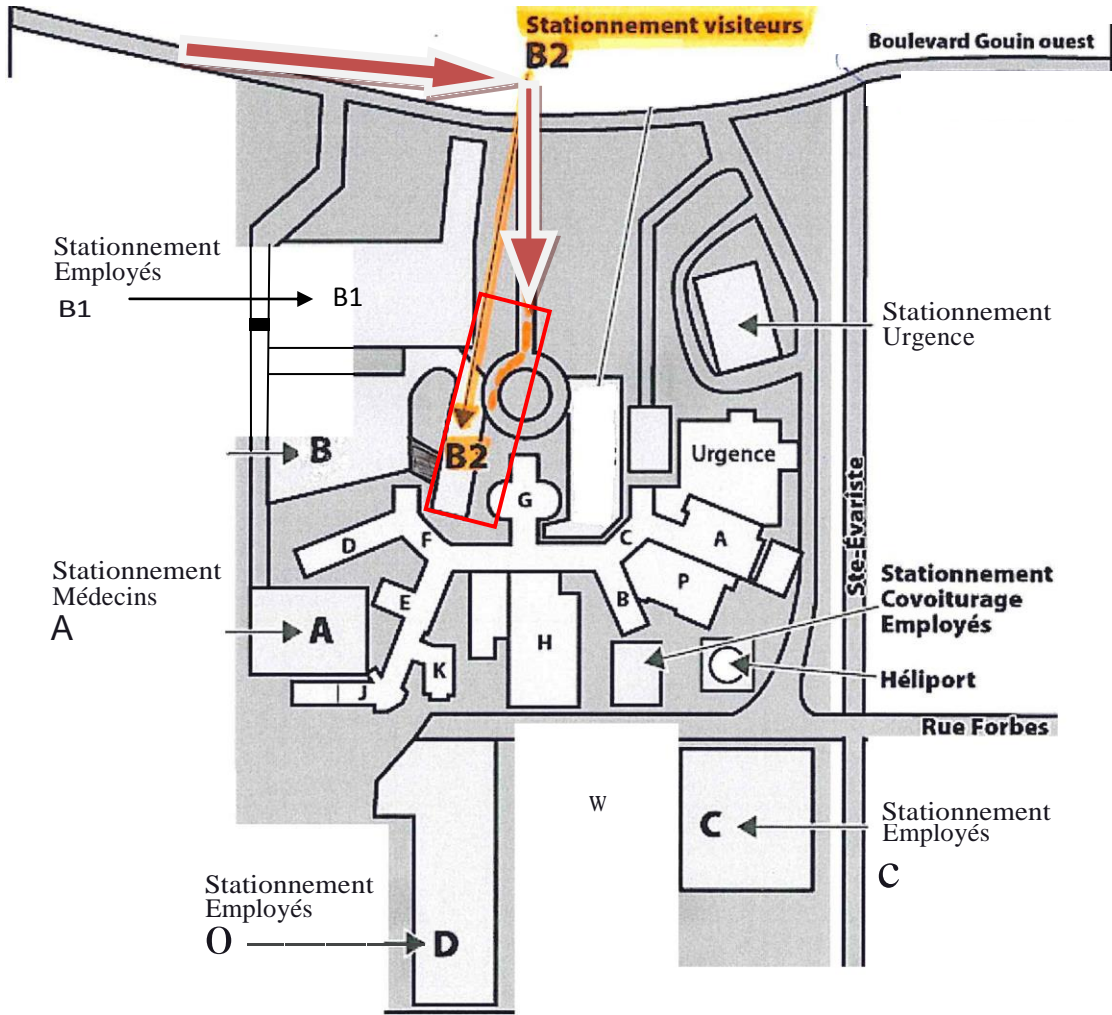 Stationnement visiteurs
B2
Boulevard Gouin ouest
Stationnement
Employés
B1
B1
Stationnement
Urgence
B
B2
Urgence
G
D
F
C
A
Ste-Évariste
Stationnement
Médecins
A
A
E
P
B
Stationnement
Covoiturage
Employés
H
K
J
Héliport
Rue Forbes
W
C
Stationnement
Employés
C
Stationnement
Employés
O
D